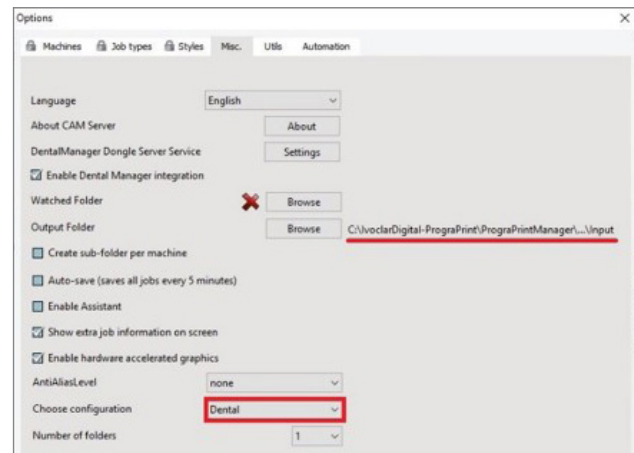 Options
Machines Job types Styles Misc. Utils Automation
Language English
About CAM Server About
DentalManager Dongle Server Service Settings
Enable Dental Manager integration
Watched Folder Browse
Output Folder Browse C:\IvoclarDigital-PrograPrint\PrograPrintManager\...\Input
Create sub-folder per machine
Auto-save (saves all jobs every 5 minutes)
Enable Assistant
Show extra job information on screen
Enable hardware accelerated graphics
AntiAliasLevel none
Choose configuration Dental
Number of folders 1